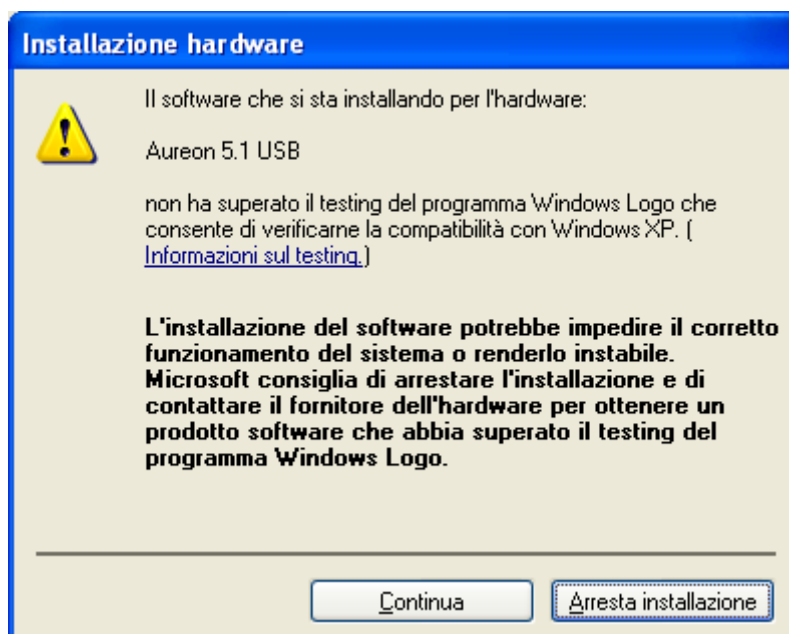 Installazione hardware
Il software che si sta installando per l'hardware:
Aureon 5.1 USB
non ha superato il testing del programma Windows Logo che
consente di verificarne la compatibilità con Windows XP. (
Informazioni sul testing.)
L'installazione del software potrebbe impedire il corretto
funzionamento del sistema o renderlo instabile.
Microsoft consiglia di arrestare l'installazione e di
contattare il fornitore dell'hardware per ottenere un
prodotto software che abbia superato il testing del
programma Windows Logo.
Continua
Arresta installazione